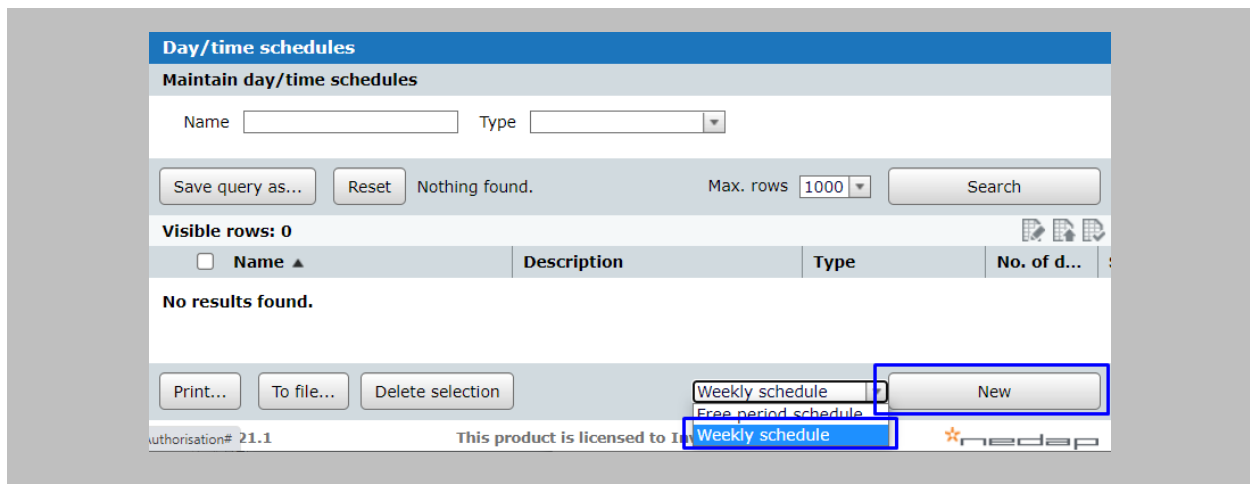 Day/time schedules
Maintain day/time schedules
Name Type
Save query as... Reset Nothing found. Max. rows 1000 Search
Visible rows: 0
Name ▲ Description Type No. of d...
No results found.
Print... To file... Delete selection Weekly schedule New
Free period schedule
Weekly schedule
uthorisation# 21.1 This product is licensed to nedap